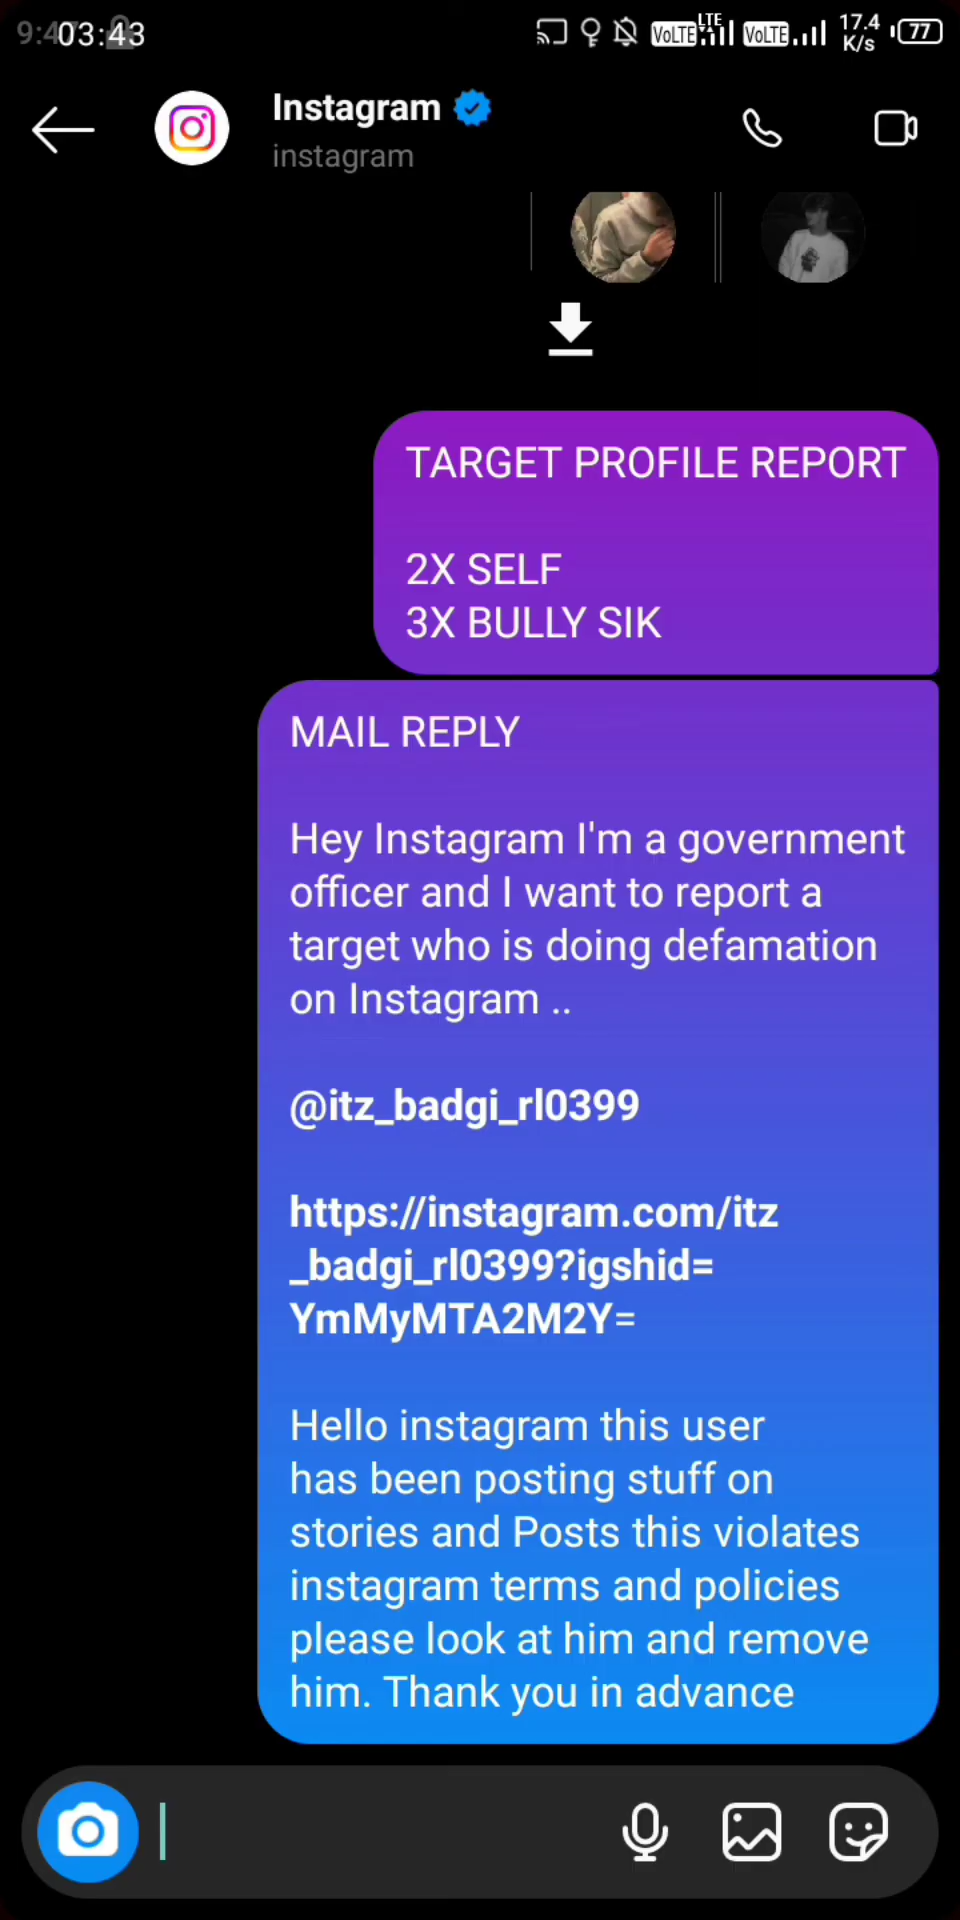 03:43
VoLTE LTE VoLTE 17.4 K/s 77
Instagram
instagram
TARGET PROFILE REPORT
2X SELF
3X BULLY SIK
MAIL REPLY
Hey Instagram I'm a government
officer and I want to report a
target who is doing defamation
on Instagram ..
@itz_badgi_rl0399
https://instagram.com/itz
_badgi_rl0399?igshid=
YmMyMTA2M2Y=
Hello instagram this user
has been posting stuff on
stories and Posts this violates
instagram terms and policies
please look at him and remove
him. Thank you in advance